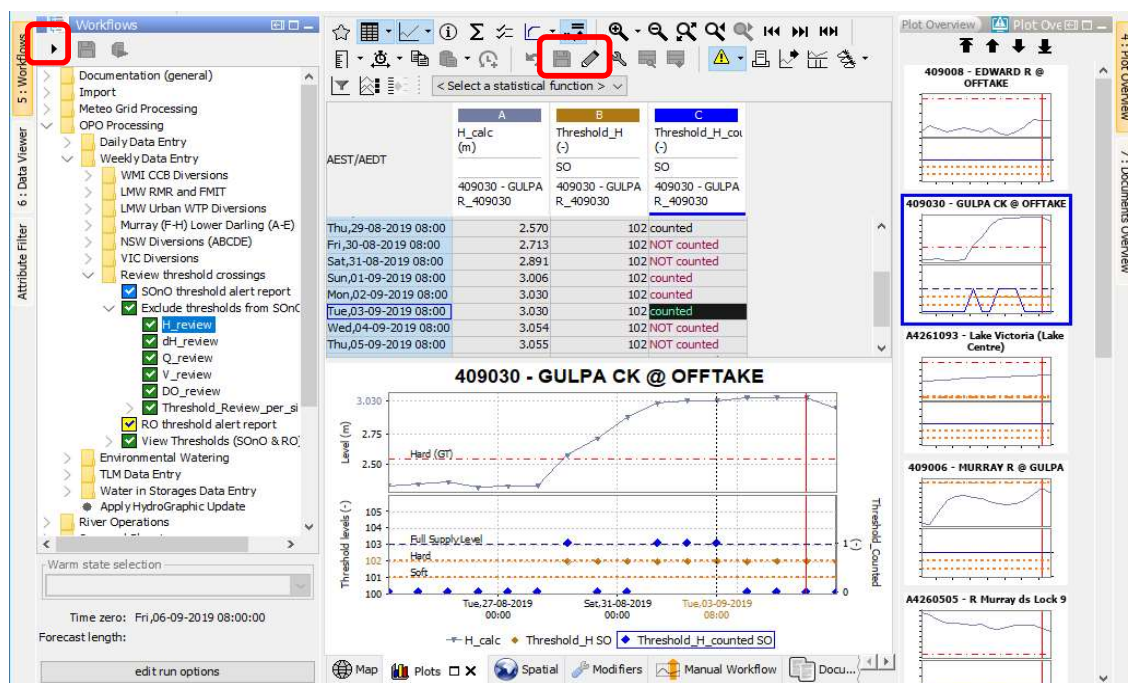 Workflows
5 : Workflows
6 : Data Viewer
Attribute Filter
Documentation (general)
Import
Meteo Grid Processing
OPO Processing
Daily Data Entry
Weekly Data Entry
WMI CCB Diversions
LMW RMR and FMIT
LMW Urban WTP Diversions
Murray (F-H) Lower Darling (A-E)
NSW Diversions (ABCDE)
VIC Diversions
Review threshold crossings
SOnO threshold alert report
Exclude thresholds from SOnO
H_review
dH_review
Q_review
V_review
DO_review
Threshold_Review_per_si
RO threshold alert report
View Thresholds (SOnO & RO)
Environmental Watering
TLM Data Entry
Water in Storages Data Entry
Apply HydroGraphic Update
River Operations
Warm state selection
Time zero: Fri,06-09-2019 08:00:00
Forecast length:
edit run options
< Select a statistical function >
A B C
H_calc Threshold_H Threshold_H_cou
(m) (-) (-)
AEST/AEDT
SO SO
409030 - GULPA 409030 - GULPA 409030 - GULPA
R_409030 R_409030 R_409030
Thu,29-08-2019 08:00 2.570 102 counted
Fri,30-08-2019 08:00 2.713 102 NOT counted
Sat,31-08-2019 08:00 2.891 102 NOT counted
Sun,01-09-2019 08:00 3.006 102 counted
Mon,02-09-2019 08:00 3.030 102 counted
Tue,03-09-2019 08:00 3.030 102 counted
Wed,04-09-2019 08:00 3.054 102 NOT counted
Thu,05-09-2019 08:00 3.055 102 NOT counted
409030 - GULPA CK @ OFFTAKE
3.030
2.75
2.50
Level (m)
Hard (GT)
105
104
103
102
101
100
Threshold levels (-)
Full Supply Level
Hard
Soft
1
0
(-)
Threshold_Counted
Tue,27-08-2019 Sat,31-08-2019 Tue,03-09-2019
00:00 00:00 08:00
H_calc Threshold_H SO Threshold_H_counted SO
Map Plots Spatial Modifiers Manual Workflow Docu...
Plot Overview Plot Ove
409008 - EDWARD R @
OFFTAKE
409030 - GULPA CK @ OFFTAKE
A4261093 - Lake Victoria (Lake
Centre)
409006 - MURRAY R @ GULPA
A4260505 - R Murray ds Lock 9
4 : Plot Overview
7 : Documents Overview